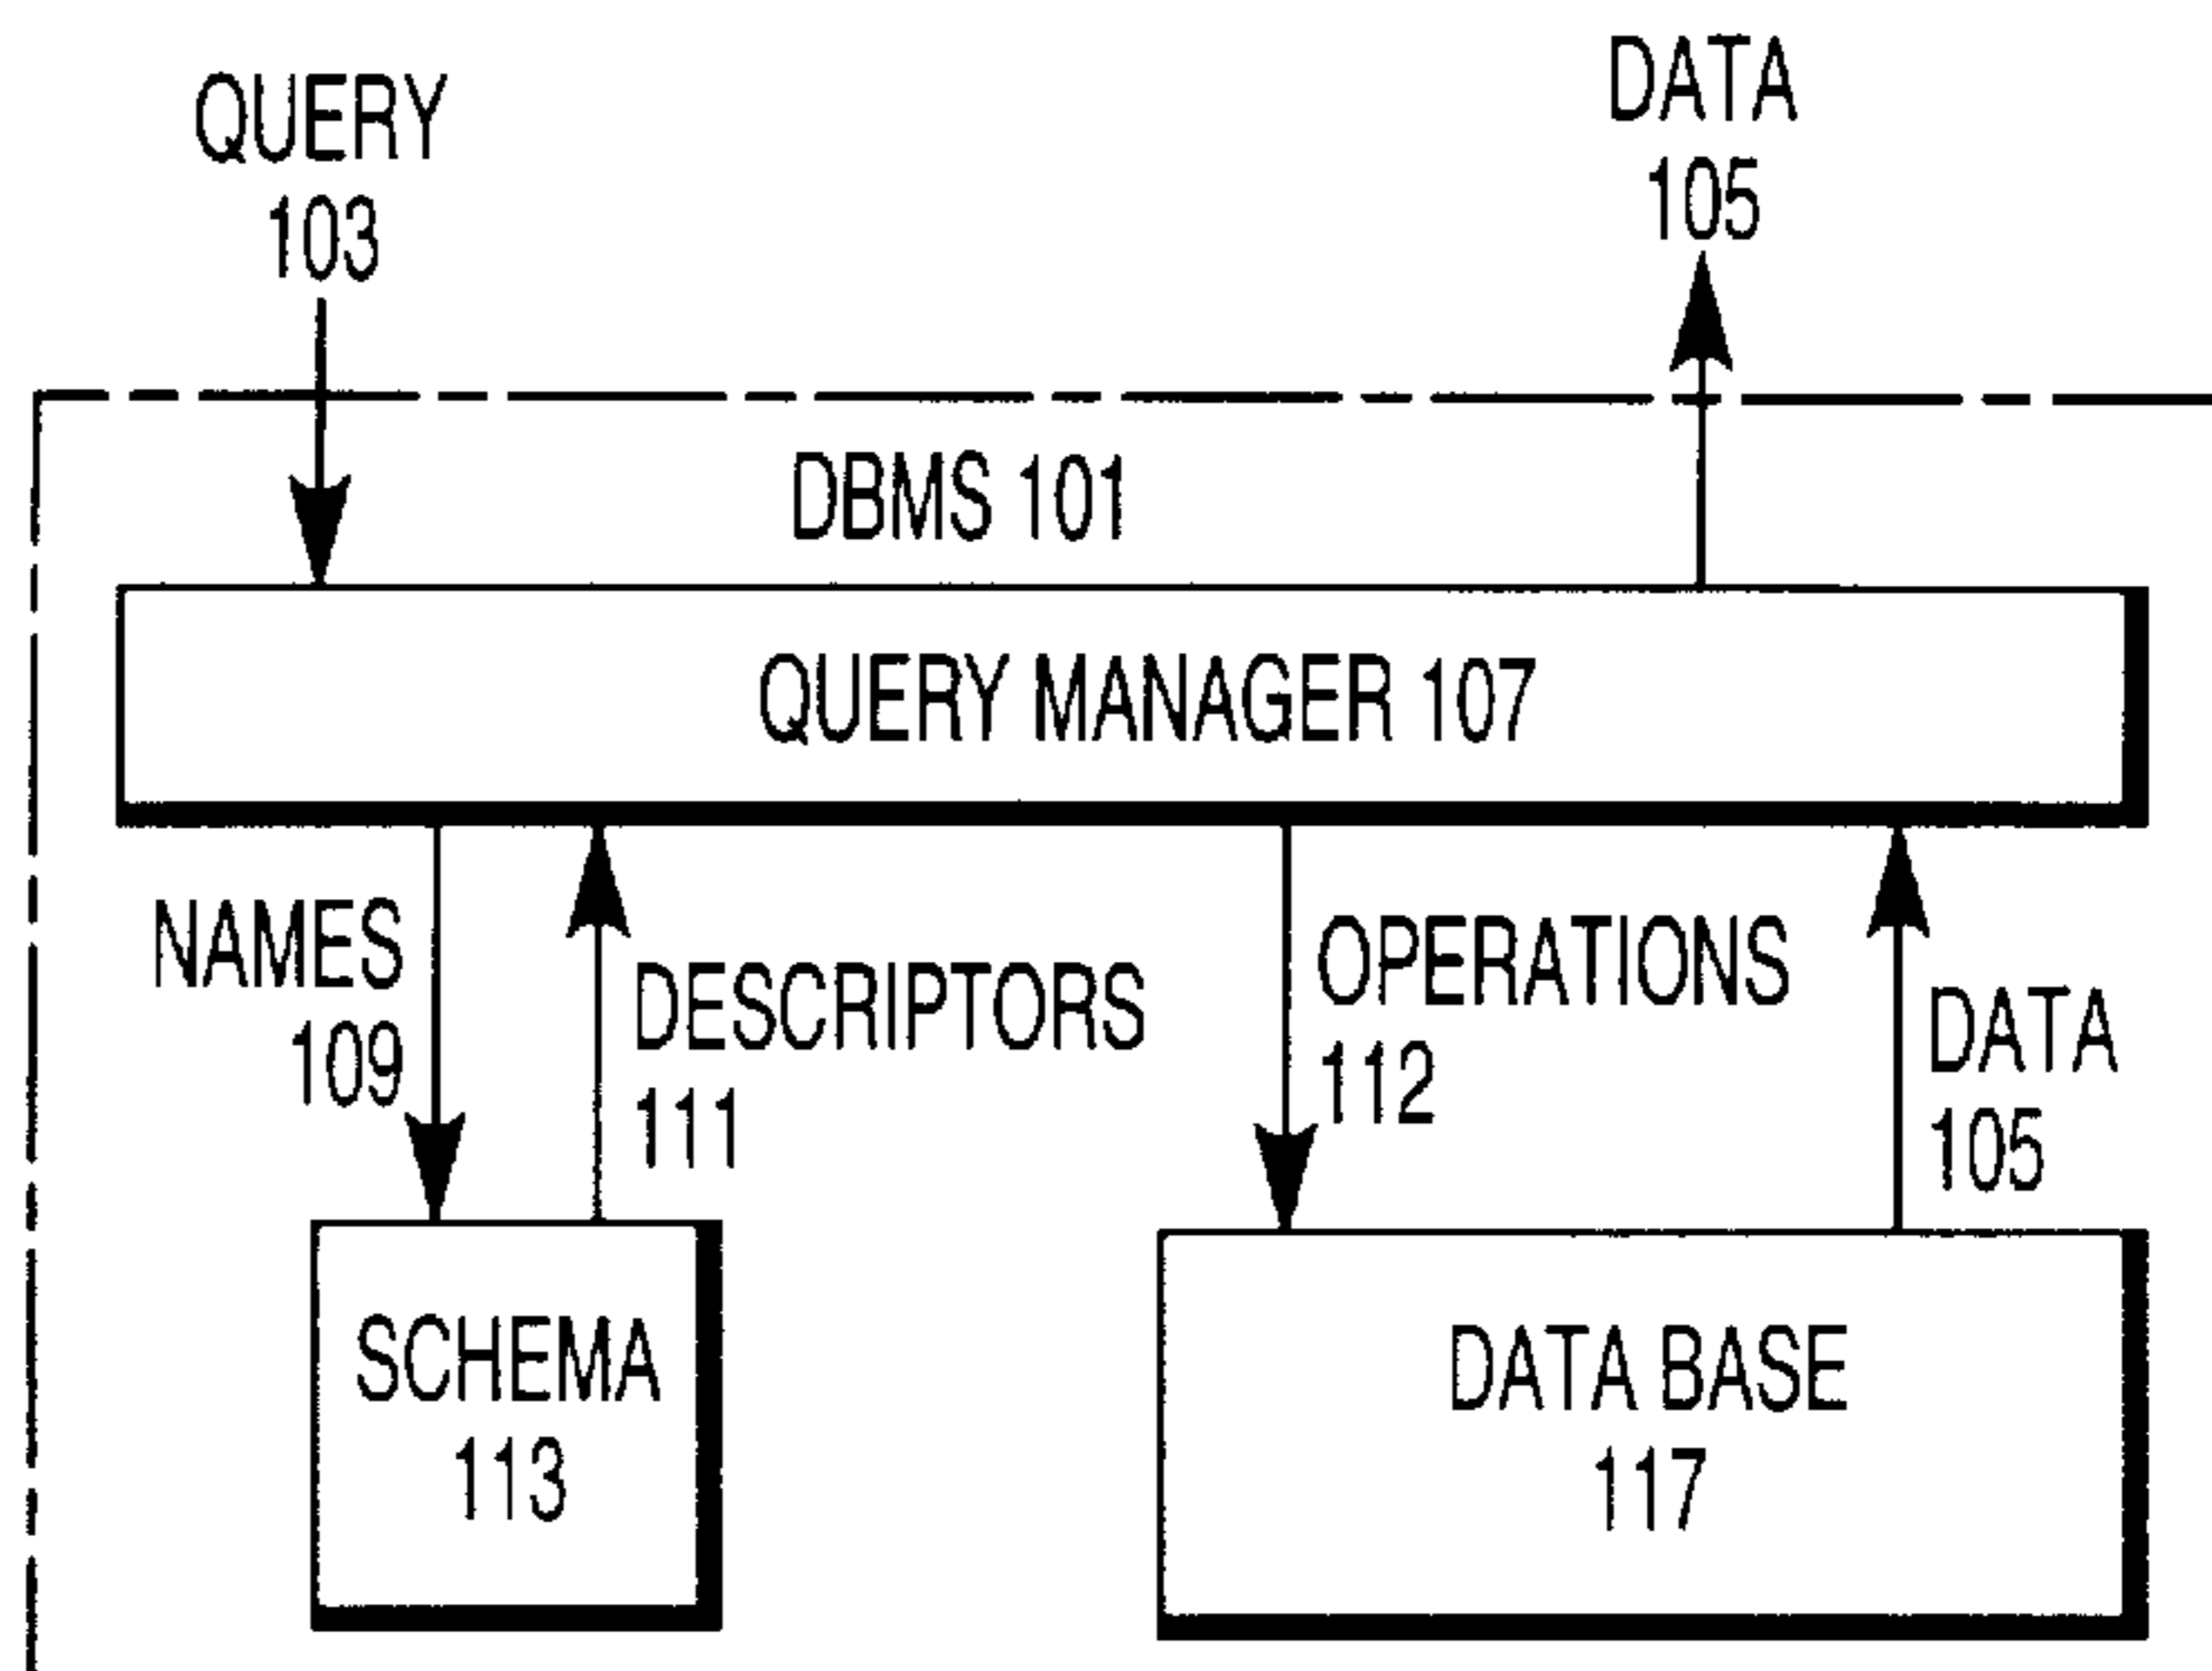 QUERY
103
DATA
105
DBMS 101
QUERY MANAGER 107
NAMES
109
DESCRIPTORS
111
OPERATIONS
112
DATA
105
SCHEMA
113
DATA BASE
117